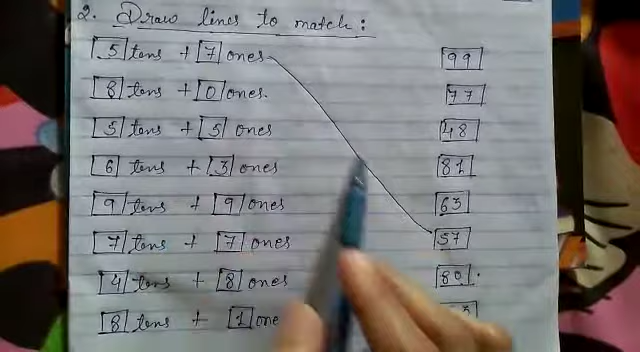 2. Draw lines to match:
5 tens + 7 ones 99
8 tens + 0 ones. 77
5 tens + 5 ones 48
6 tens + 3 ones 81
9 tens + 9 ones 63
7 tens + 7 ones 57
4 tens + 8 ones 80.
8 tens + 1 one